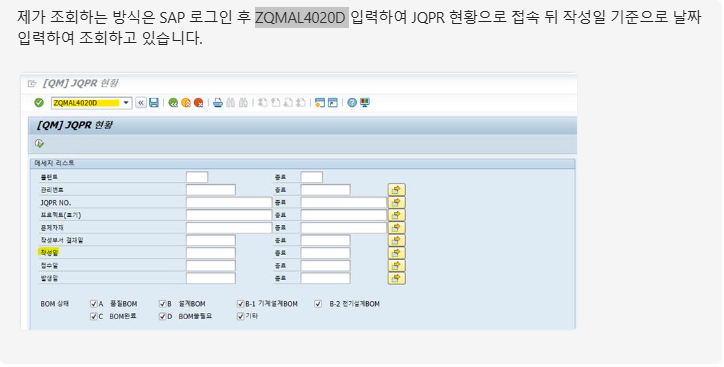 제가 조회하는 방식은 SAP 로그인 후 ZQMAL4020D 입력하여 JQPR 현황으로 접속 뒤 작성일 기준으로 날짜
입력하여 조회하고 있습니다.
[QM] JQPR 현황
ZQMAL4020D
[QM] JQPR 현황
메세지 리스트
플랜트 종료
관리번호 종료
JQPR NO. 종료
프로젝트(호기) 종료
문제자재 종료
작성부서 결재일 종료
작성일 종료
접수일 종료
발생일 종료
BOM 상태 A 품질BOM B 설계BOM B-1 기계설계BOM B-2 전기설계BOM
C BOM완료 D BOM불필요 기타